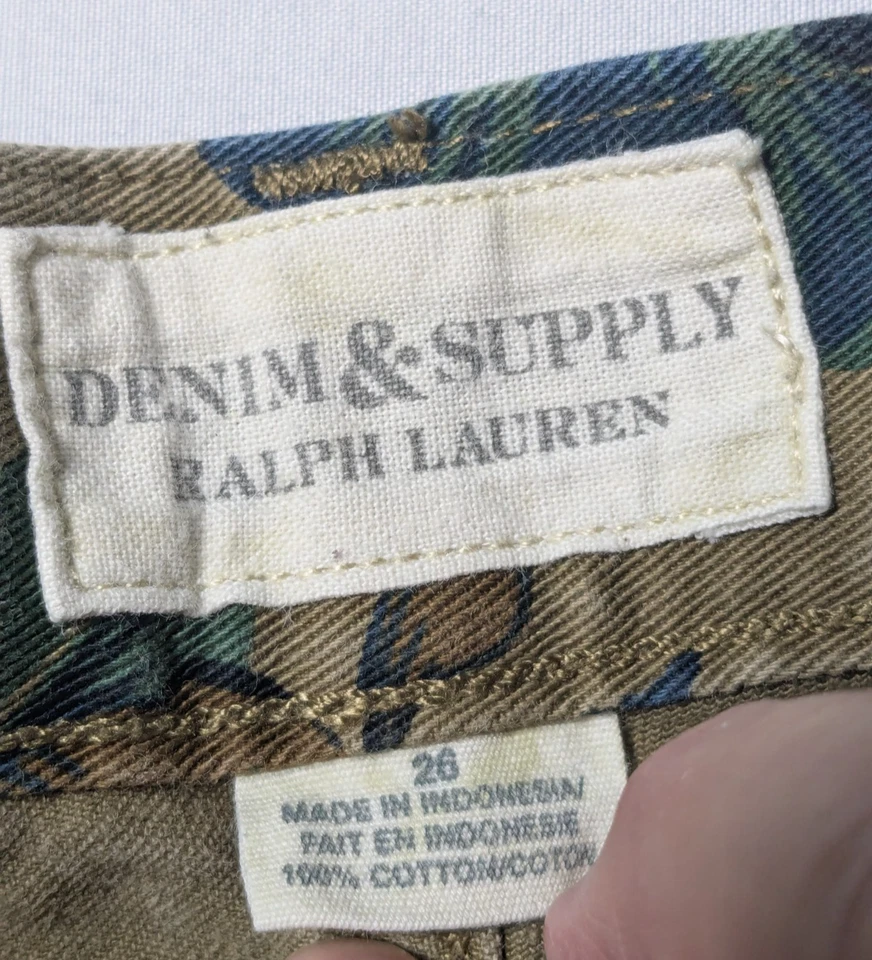 DENIM & SUPPLY
RALPH LAUREN
26
MADE IN INDONESIA
FAIT EN INDONESIE
100% COTTON/COTON